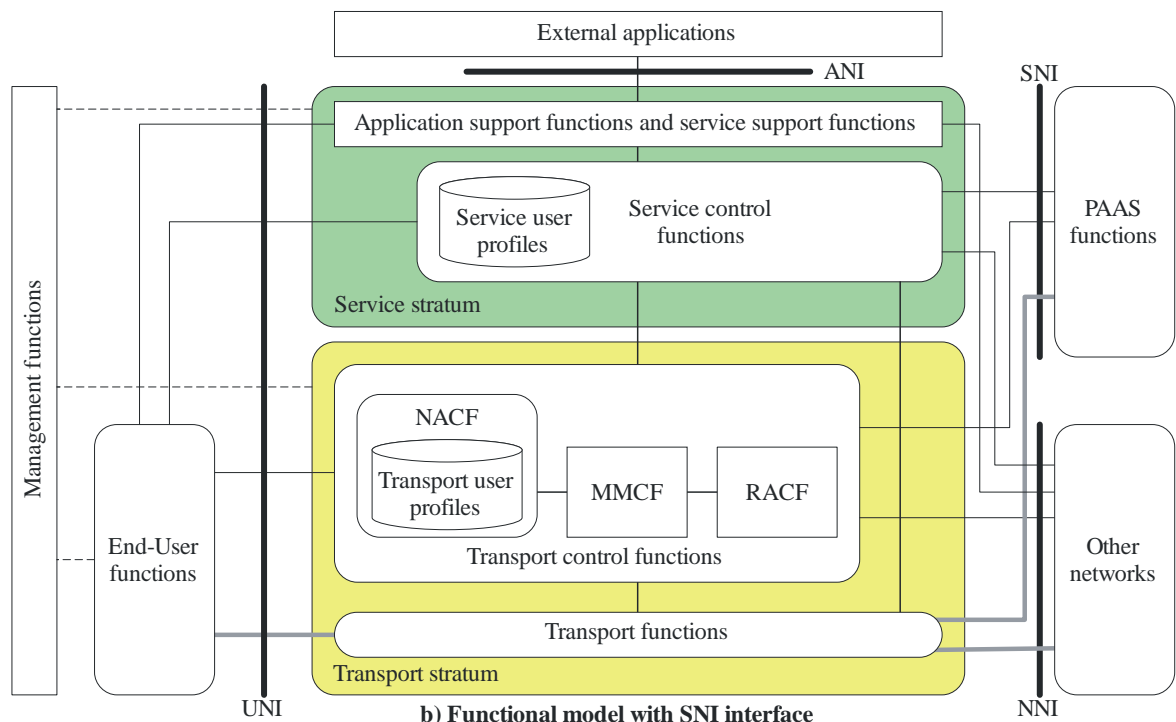 External applications
ANI
SNI
Application support functions and service support functions
Service user
profiles
Service control
functions
PAAS
functions
Service stratum
Management functions
NACF
Transport user
profiles
MMCF
RACF
Transport control functions
End-User
functions
Other
networks
Transport functions
Transport stratum
UNI
NNI
b) Functional model with SNI interface